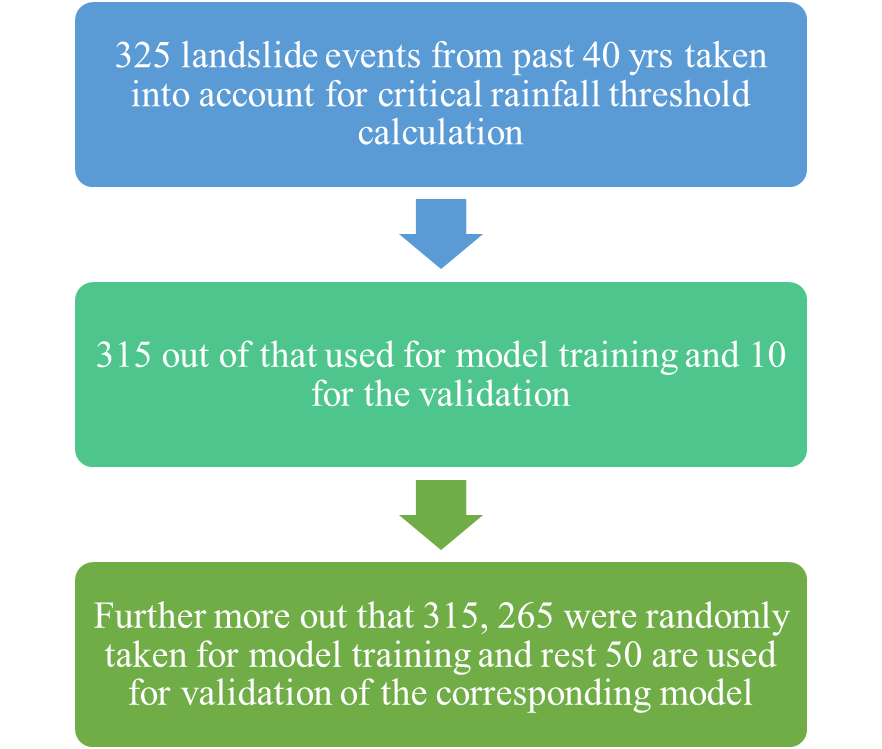 325 landslide events from past 40 yrs taken
into account for critical rainfall threshold
calculation
315 out of that used for model training and 10
for the validation
Further more out that 315, 265 were randomly
taken for model training and rest 50 are used
for validation of the corresponding model